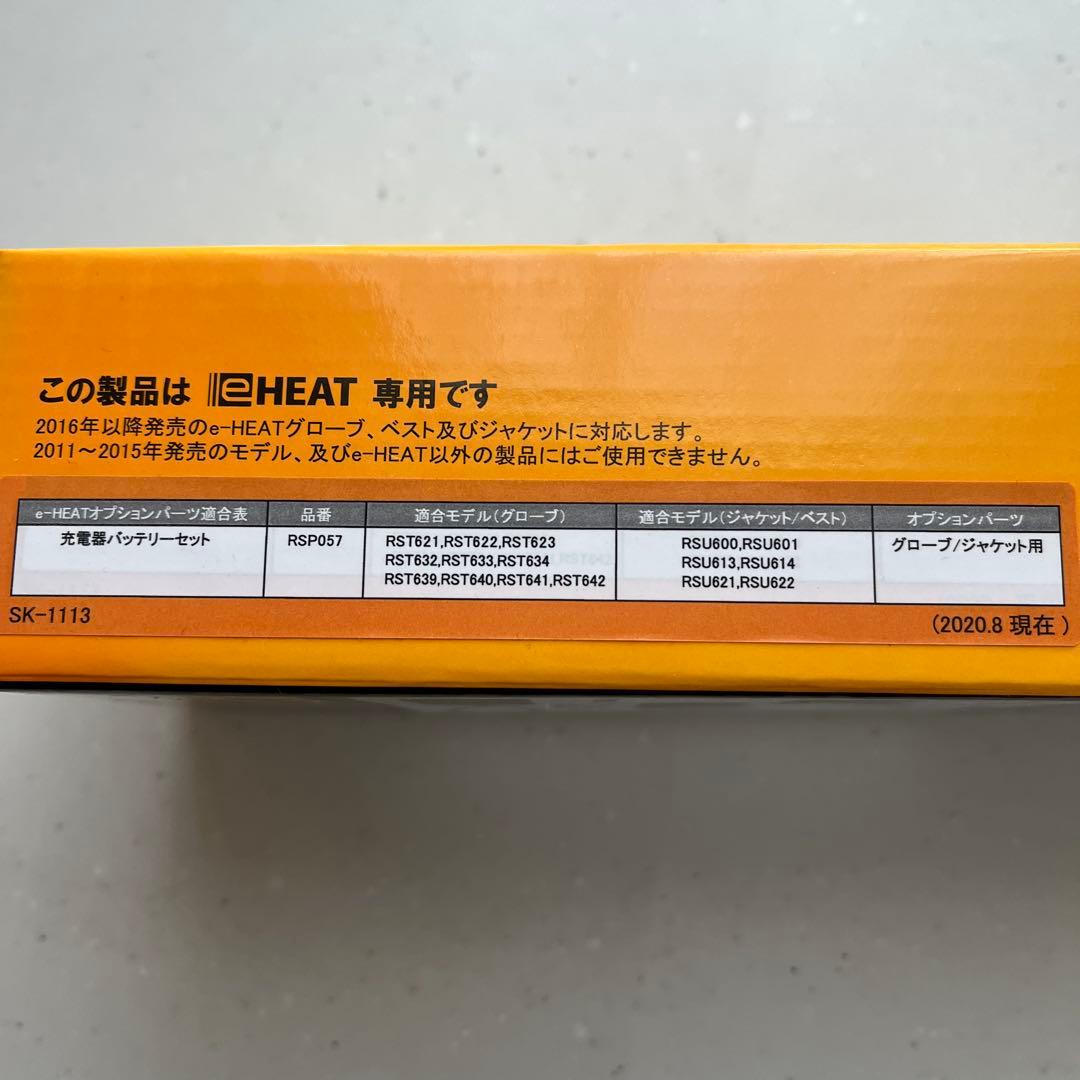 この製品は eHEAT 専用です
2016年以降発売のe-HEATグローブ、ベスト及びジャケットに対応します。
2011～2015年発売のモデル、及びe-HEAT以外の製品にはご使用できません。
e-HEATオプションパーツ適合表 品番 適合モデル(グローブ) 適合モデル(ジャケット/ベスト) オプションパーツ
充電器バッテリーセット RSP057 RST621,RST622,RST623 RSU600,RSU601 グローブ/ジャケット用
RST632,RST633,RST634 RSU613,RSU614
RST639,RST640,RST641,RST642 RSU621,RSU622
SK-1113 (2020.8 現在)